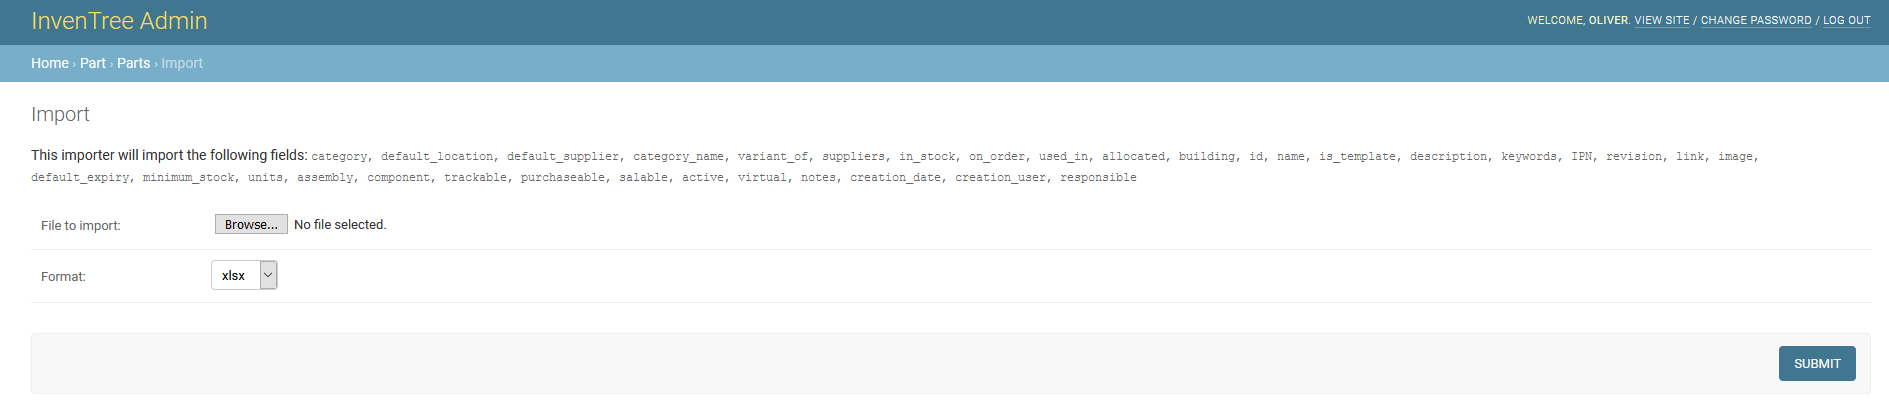 InvenTree Admin
WELCOME, OLIVER. VIEW SITE / CHANGE PASSWORD / LOG OUT
Home › Part › Parts › Import
Import
This importer will import the following fields: category, default_location, default_supplier, category_name, variant_of, suppliers, in_stock, on_order, used_in, allocated, building, id, name, is_template, description, keywords, IPN, revision, link, image,
default_expiry, minimum_stock, units, assembly, component, trackable, purchaseable, salable, active, virtual, notes, creation_date, creation_user, responsible
File to import: Browse... No file selected.
Format: xlsx
SUBMIT